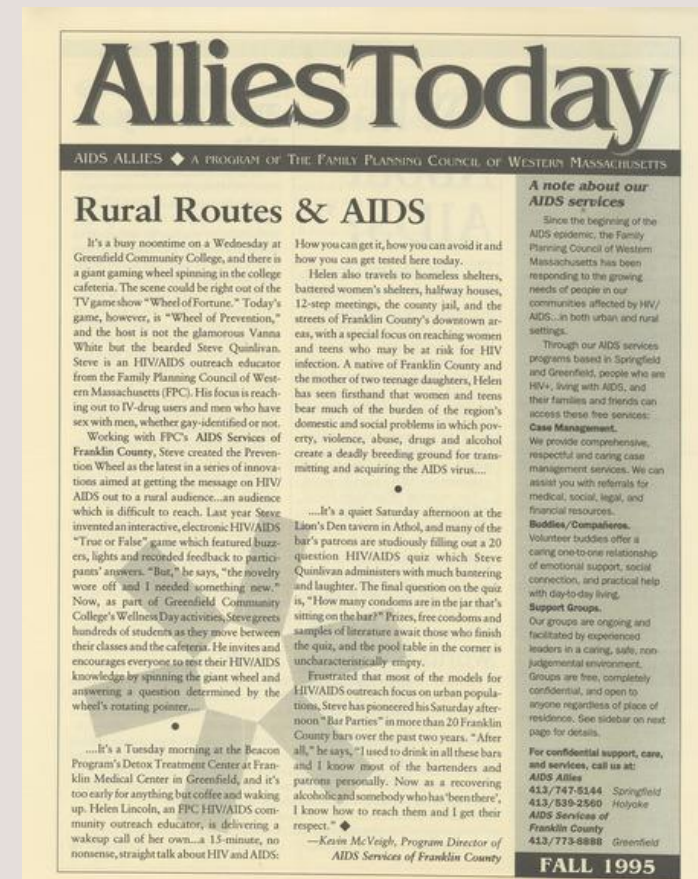 AlliesToday
AIDS ALLIES ◆ A PROGRAM OF THE FAMILY PLANNING COUNCIL OF WESTERN MASSACHUSETTS
Rural Routes & AIDS
It's a busy noontime on a Wednesday at
Greenfield Community College, and there is
a giant gaming wheel spinning in the college
cafeteria. The scene could be right out of the
TV game show "Wheel of Fortune." Today's
game, however, is "Wheel of Prevention,"
and the host is not the glamorous Vanna
White but the bearded Steve Quinlivan.
Steve is an HIV/AIDS outreach educator
from the Family Planning Council of West-
ern Massachusetts (FPC). His focus is reach-
ing out to IV-drug users and men who have
sex with men, whether gay-identified or not.
Working with FPC's AIDS Services of
Franklin County, Steve created the Preven-
tion Wheel as the latest in a series of innova-
tions aimed at getting the message on HIV/
AIDS out to a rural audience...an audience
which is difficult to reach. Last year Steve
invented an interactive, electronic HIV/AIDS
"True or False" game which featured buzz-
ers, lights and recorded feedback to partici-
pants' answers. "But," he says, "the novelty
wore off and I needed something new."
Now, as part of Greenfield Community
College's Wellness Day activities, Steve greets
hundreds of students as they move between
their classes and the cafeteria. He invites and
encourages everyone to test their HIV/AIDS
knowledge by spinning the giant wheel and
answering a question determined by the
wheel's rotating pointer....
•
....It's a Tuesday morning at the Beacon
Program's Detox Treatment Center at Fran-
klin Medical Center in Greenfield, and it's
too early for anything but coffee and waking
up. Helen Lincoln, an FPC HIV/AIDS com-
munity outreach educator, is delivering a
wakeup call of her own...a 15-minute, no
nonsense, straight talk about HIV and AIDS:
How you can get it, how you can avoid it and
how you can get tested here today.
Helen also travels to homeless shelters,
battered women's shelters, halfway houses,
12-step meetings, the county jail, and the
streets of Franklin County's downtown ar-
eas, with a special focus on reaching women
and teens who may be at risk for HIV
infection. A native of Franklin County and
the mother of two teenage daughters, Helen
has seen firsthand that women and teens
bear much of the burden of the region's
domestic and social problems in which pov-
erty, violence, abuse, drugs and alcohol
create a deadly breeding ground for trans-
mitting and acquiring the AIDS virus....
•
....It's a quiet Saturday afternoon at the
Lion's Den tavern in Athol, and many of the
bar's patrons are studiously filling out a 20
question HIV/AIDS quiz which Steve
Quinlivan administers with much bantering
and laughter. The final question on the quiz
is, "How many condoms are in the jar that's
sitting on the bar?" Prizes, free condoms and
samples of literature await those who finish
the quiz, and the pool table in the corner is
uncharacteristically empty.
Frustrated that most of the models for
HIV/AIDS outreach focus on urban popula-
tions, Steve has pioneered his Saturday after-
noon "Bar Parties" in more than 20 Franklin
County bars over the past two years. "After
all," he says, "I used to drink in all these bars
and I know most of the bartenders and
patrons personally. Now as a recovering
alcoholic and somebody who has 'been there',
I know how to reach them and I get their
respect." ◆
—Kevin McVeigh, Program Director of
AIDS Services of Franklin County
A note about our
AIDS services
Since the beginning of the
AIDS epidemic, the Family
Planning Council of Western
Massachusetts has been
responding to the growing
needs of people in our
communities affected by HIV/
AIDS...in both urban and rural
settings.
Through our AIDS services
programs based in Springfield
and Greenfield, people who are
HIV+, living with AIDS, and
their families and friends can
access these free services:
Case Management.
We provide comprehensive,
respectful and caring case
management services. We can
assist you with referrals for
medical, social, legal, and
financial resources.
Buddies/Compañeros.
Volunteer buddies offer a
caring one-to-one relationship
of emotional support, social
connection, and practical help
with day-to-day living.
Support Groups.
Our groups are ongoing and
facilitated by experienced
leaders in a caring, safe, non-
judgemental environment.
Groups are free, completely
confidential, and open to
anyone regardless of place of
residence. See sidebar on next
page for details.
For confidential support, care,
and services, call us at:
AIDS Allies
413/747-5144 Springfield
413/539-2560 Holyoke
AIDS Services of
Franklin County
413/773-8888 Greenfield
FALL 1995